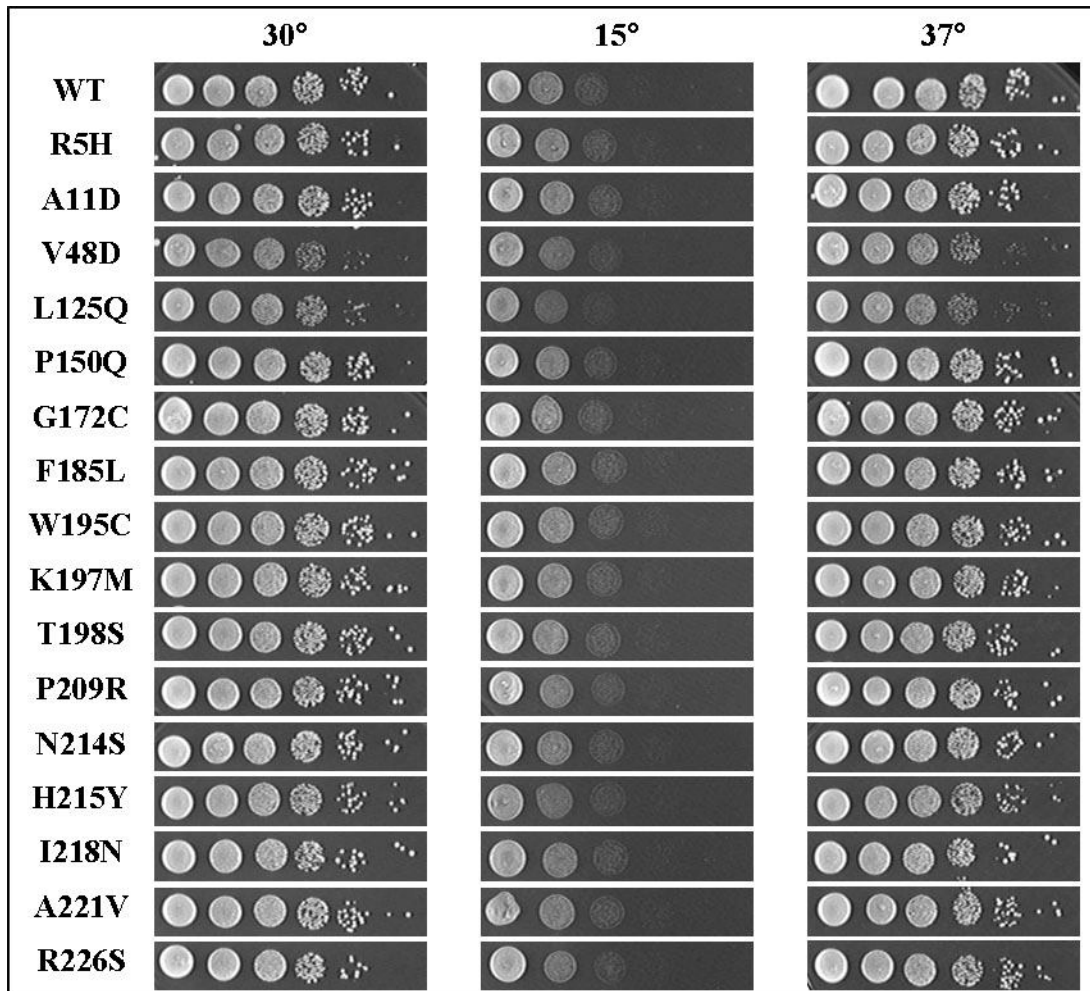 30° 15° 37°
WT
R5H
A11D
V48D
L125Q
P150Q
G172C
F185L
W195C
K197M
T198S
P209R
N214S
H215Y
I218N
A221V
R226S